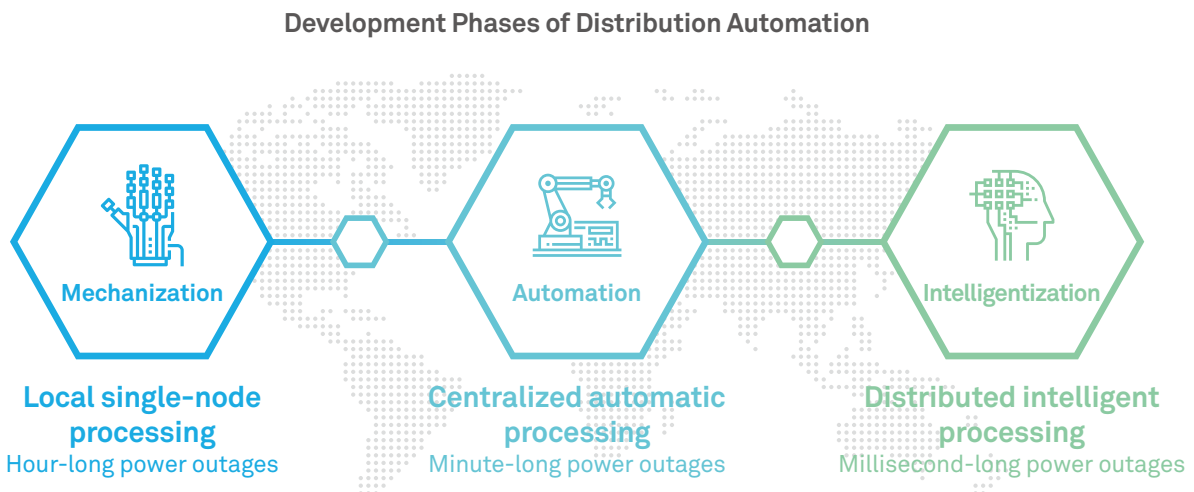 Development Phases of Distribution Automation
Mechanization
Automation
Intelligentization
Local single-node
processing
Hour-long power outages
Centralized automatic
processing
Minute-long power outages
Distributed intelligent
processing
Millisecond-long power outages